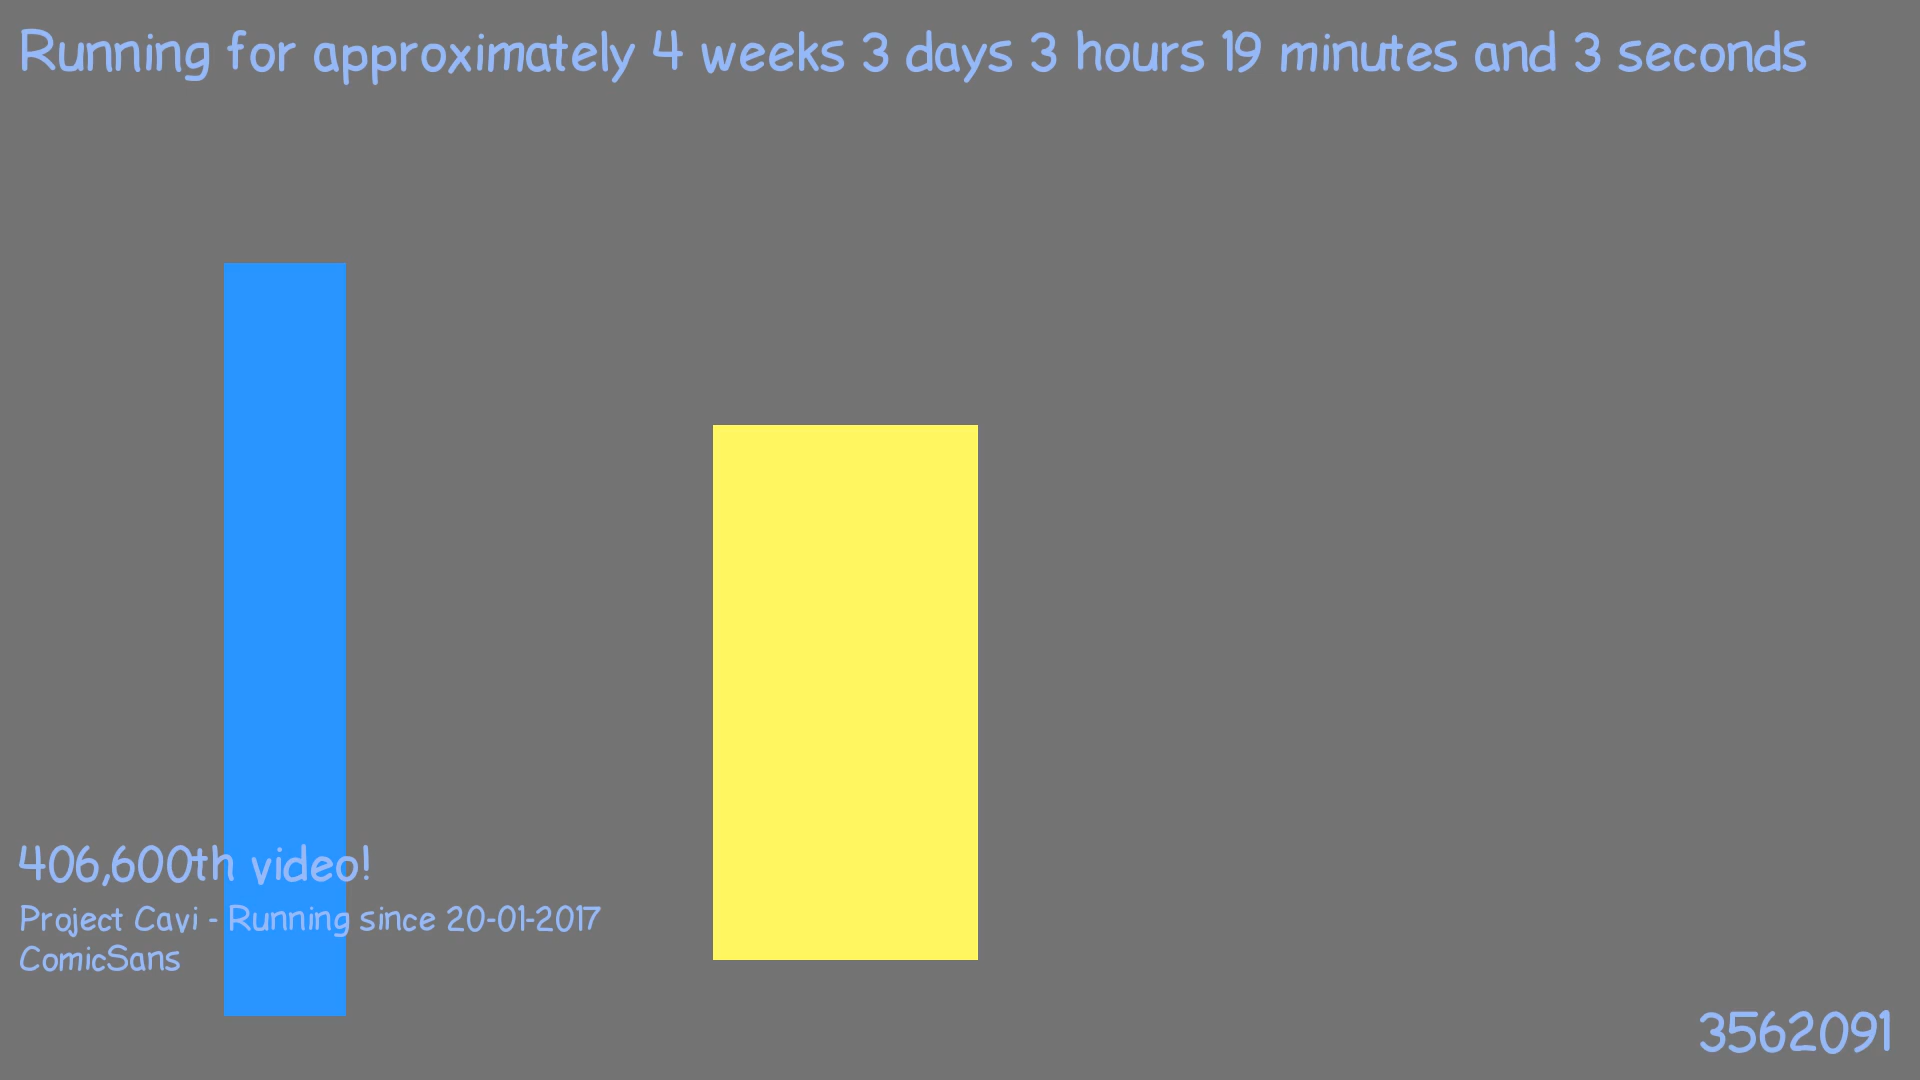 Running for approximately 4 weeks 3 days 3 hours 19 minutes and 3 seconds
406,600th video!
Project Cavi - Running since 20-01-2017
ComicSans
3562091